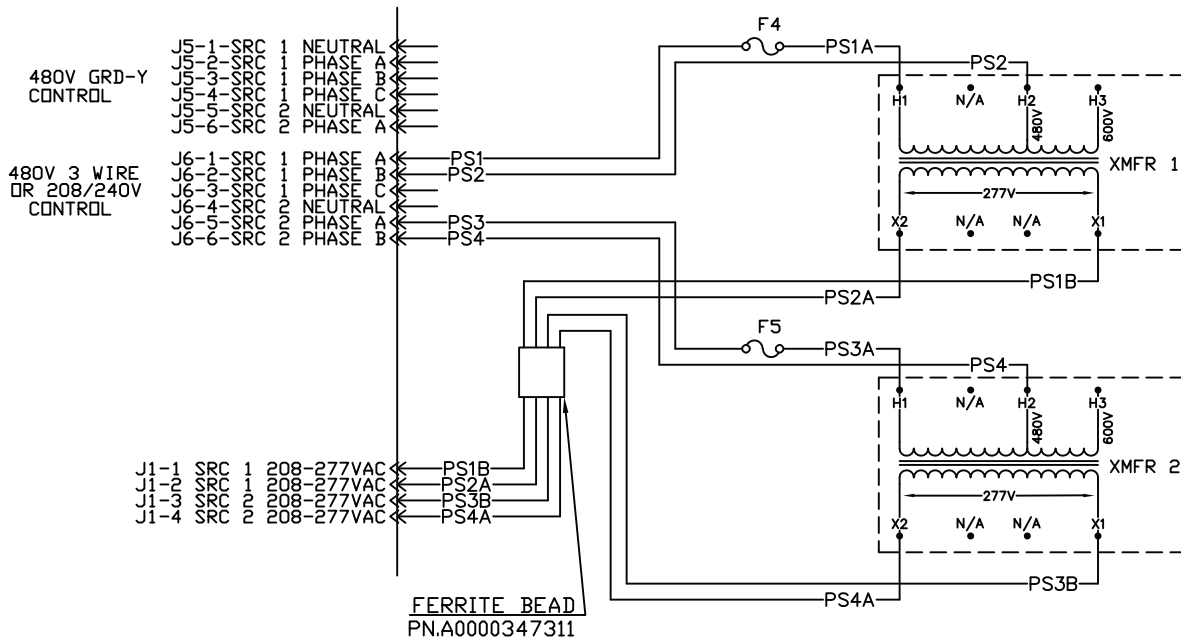 480V GRD-Y
CONTROL
J5-1-SRC 1 NEUTRAL
J5-2-SRC 1 PHASE A
J5-3-SRC 1 PHASE B
J5-4-SRC 1 PHASE C
J5-5-SRC 2 NEUTRAL
J5-6-SRC 2 PHASE A
480V 3 WIRE
OR 208/240V
CONTROL
J6-1-SRC 1 PHASE A
J6-2-SRC 1 PHASE B
J6-3-SRC 1 PHASE C
J6-4-SRC 2 NEUTRAL
J6-5-SRC 2 PHASE A
J6-6-SRC 2 PHASE B
PS1
PS2
PS3
PS4
F4
PS1A
PS2
H1
N/A
H2
H3
480V
600V
XMFR 1
277V
X2
N/A
N/A
X1
PS1B
PS2A
F5
PS3A
PS4
H1
N/A
H2
H3
480V
600V
XMFR 2
277V
X2
N/A
N/A
X1
PS3B
PS4A
J1-1 SRC 1 208-277VAC
J1-2 SRC 1 208-277VAC
J1-3 SRC 2 208-277VAC
J1-4 SRC 2 208-277VAC
PS1B
PS2A
PS3B
PS4A
FERRITE BEAD
PN.A0000347311